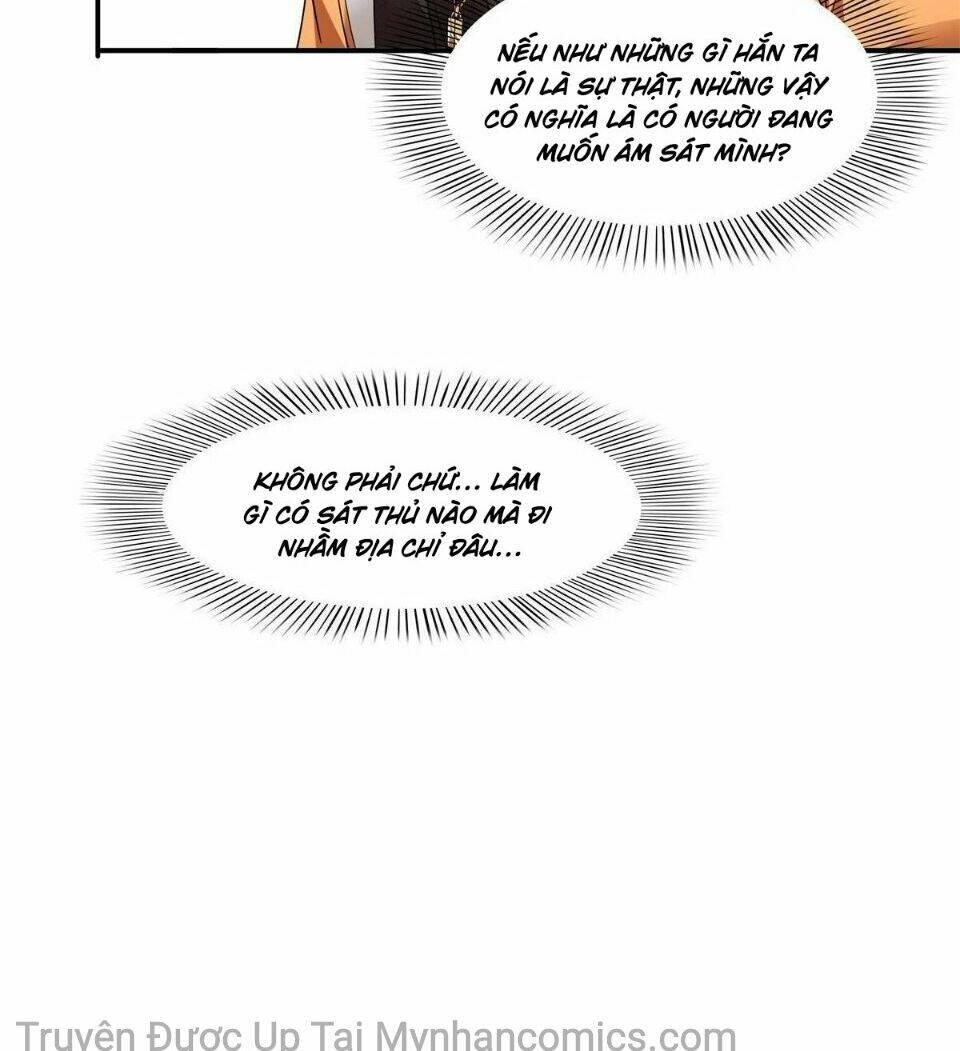 NẾU NHƯ NHỮNG GÌ HẮN TA
NÓI LÀ SỰ THẬT, NHỮNG VẬY
CÓ NGHĨA LÀ CÓ NGƯỜI ĐANG
MUỐN ÁM SÁT MÌNH?
KHÔNG PHẢI CHỨ... LÀM
GÌ CÓ SÁT THỦ NÀO MÀ ĐI
NHẦM ĐỊA CHỈ ĐÂU...
Truyện Được Up Tại Mynhancomics.com